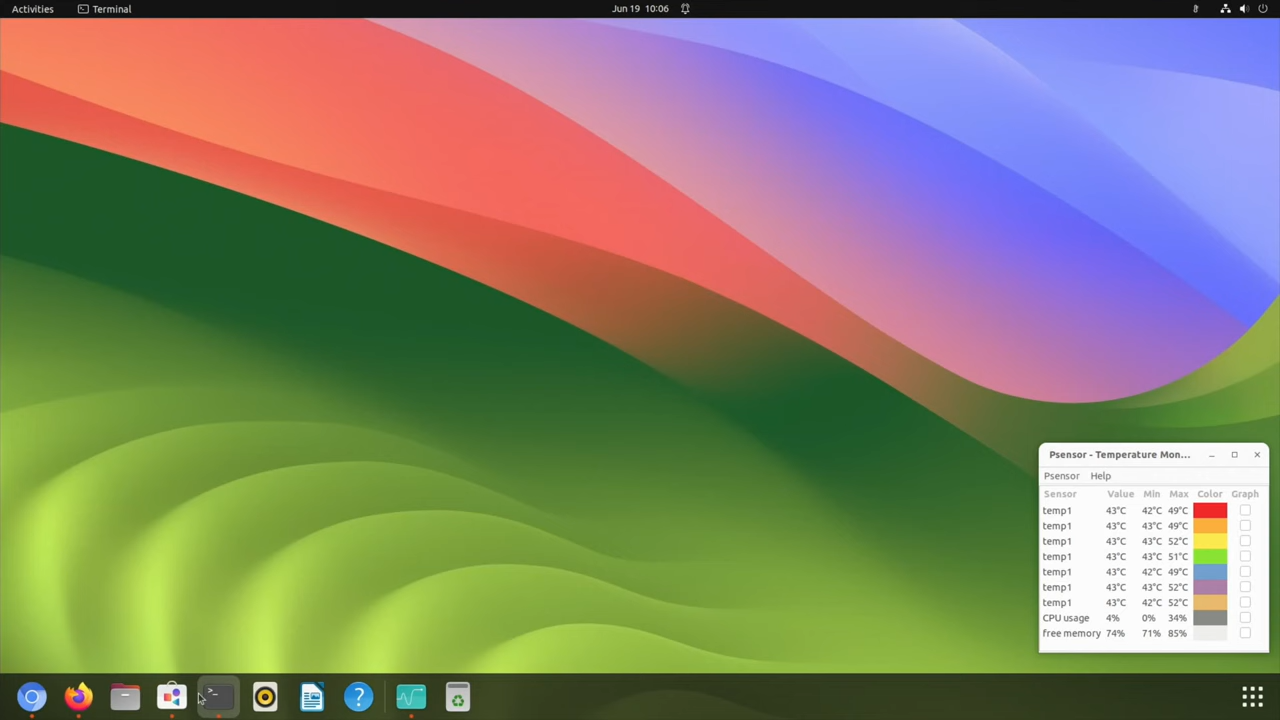 Activities Terminal Jun 19 10:06
Psensor - Temperature Mon...
Psensor Help
Sensor Value Min Max Color Graph
temp1 43°C 42°C 49°C
temp1 43°C 43°C 49°C
temp1 43°C 43°C 52°C
temp1 43°C 43°C 51°C
temp1 43°C 42°C 49°C
temp1 43°C 43°C 52°C
temp1 43°C 42°C 52°C
CPU usage 4% 0% 34%
free memory 74% 71% 85%
>_
?